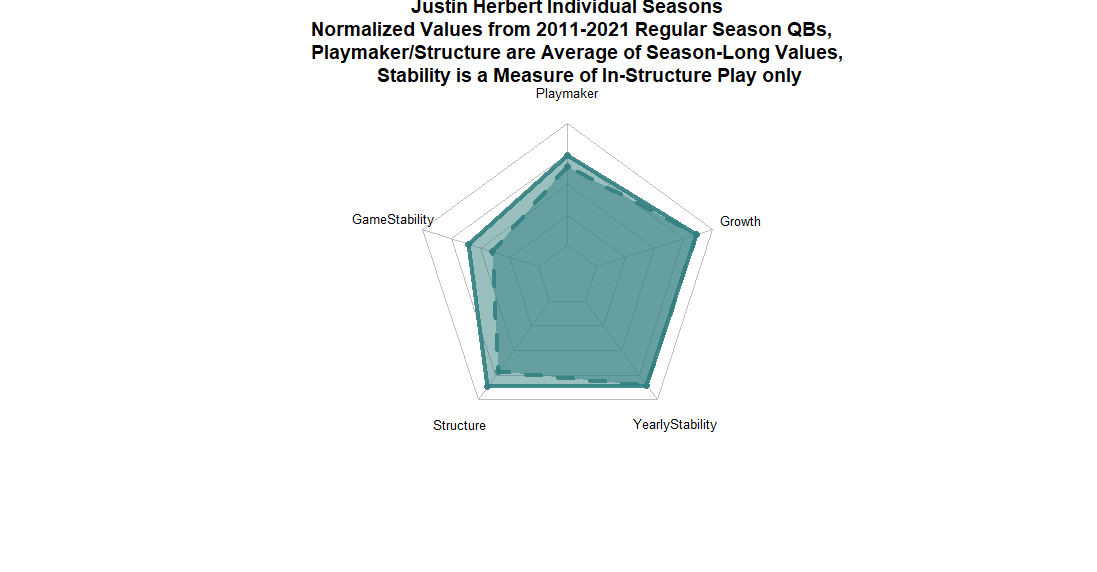 Justin Herbert Individual Seasons
Normalized Values from 2011-2021 Regular Season QBs,
Playmaker/Structure are Average of Season-Long Values,
Stability is a Measure of In-Structure Play only
Playmaker
GameStability
Growth
Structure
YearlyStability